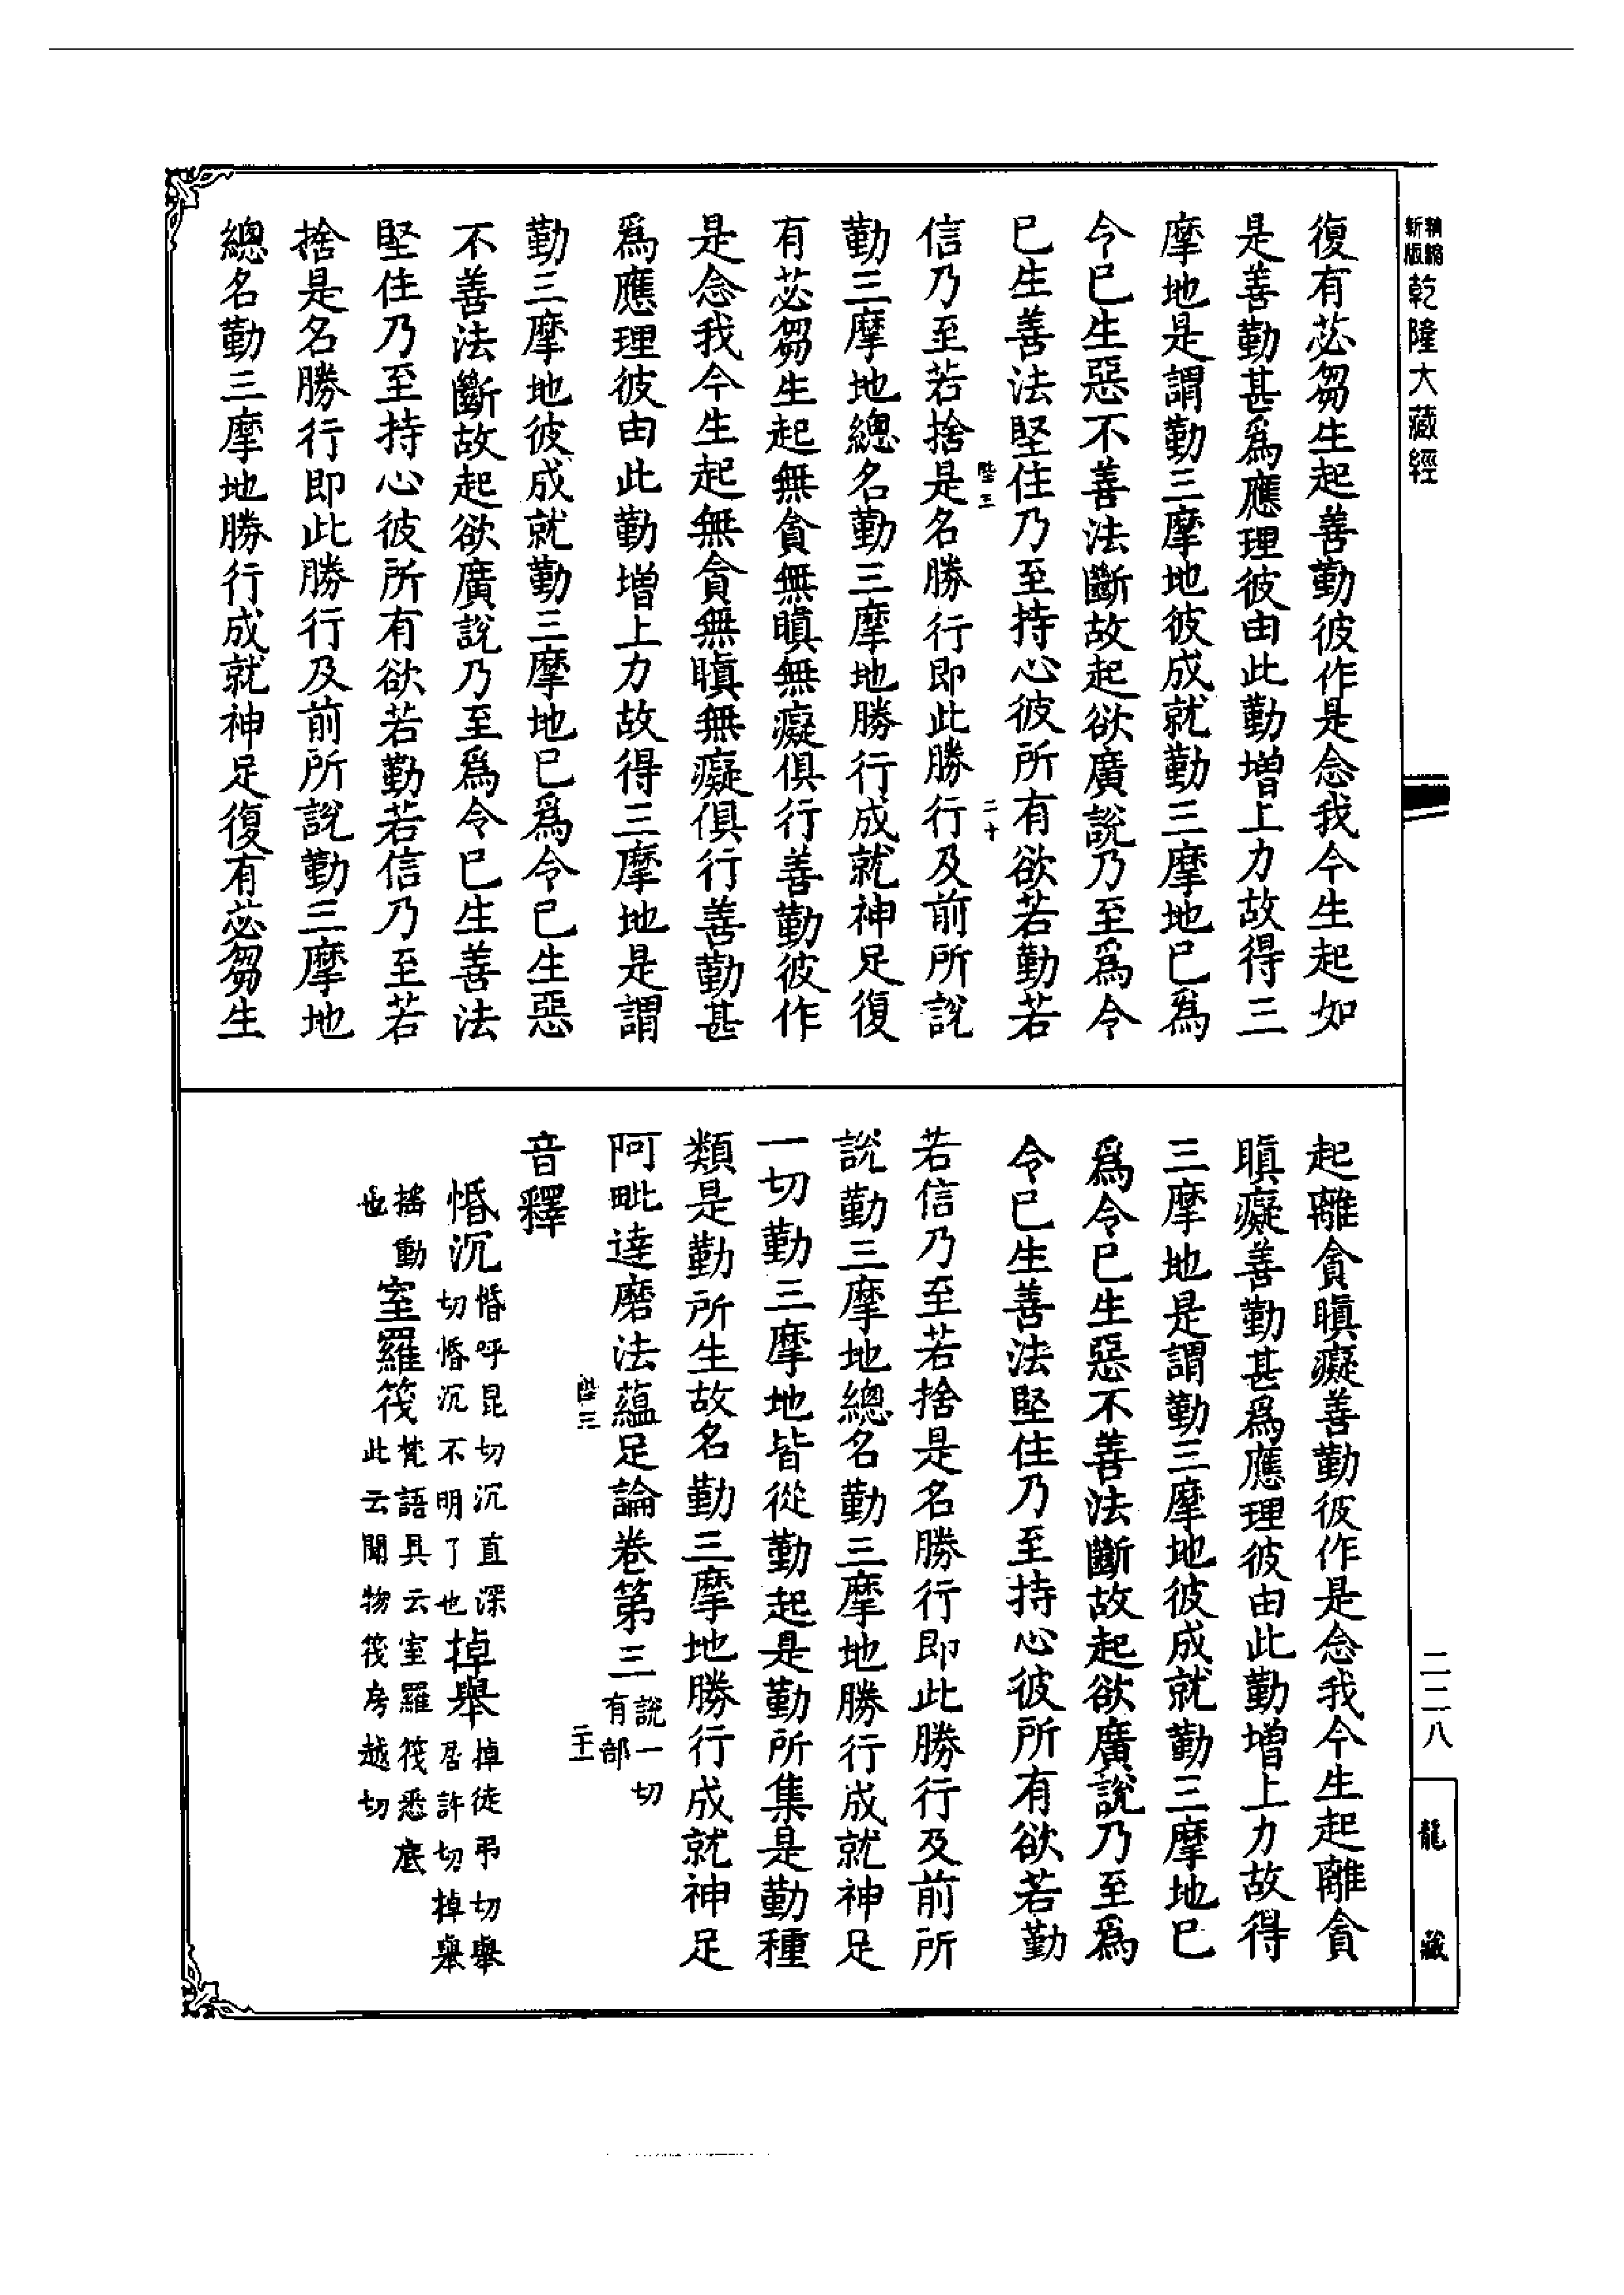 精縮新版乾隆大藏經
復有苾芻生起善勤彼作是念我今生起如
是善勤甚爲應理彼由此勤增上力故得三
摩地是謂勤三摩地彼成就勤三摩地已爲
令已生惡不善法斷故起欲廣說乃至爲令
已生善法堅住乃至持心彼所有欲若勤若
陛三 二十
信乃至若捨是名勝行即此勝行及前所說
勤三摩地總名勤三摩地勝行成就神足復
有苾芻生起無貪無瞋無癡俱行善勤彼作
是念我今生起無貪無瞋無癡俱行善勤甚
爲應理彼由此勤增上力故得三摩地是謂
勤三摩地彼成就勤三摩地已爲令已生惡
不善法斷故起欲廣說乃至爲令已生善法
堅住乃至持心彼所有欲若勤若信乃至若
捨是名勝行即此勝行及前所說勤三摩地
總名勤三摩地勝行成就神足復有苾芻生
起離貪瞋癡善勤彼作是念我今生起離貪
瞋癡善勤甚爲應理彼由此勤增上力故得
三摩地是謂勤三摩地彼成就勤三摩地已
爲令已生惡不善法斷故起欲廣說乃至爲
令已生善法堅住乃至持心彼所有欲若勤
若信乃至若捨是名勝行即此勝行及前所
說勤三摩地總名勤三摩地勝行成就神足
一切勤三摩地皆從勤起是勤所集是勤種
類是勤所生故名勤三摩地勝行成就神足
阿毗達磨法蘊足論卷第三說一切有部
陛三 二十一
音釋
惛沉惛呼昆切沉直深切惛沉不明了也掉舉掉徒弔切舉居許切掉舉
搖動也室羅筏梵語具云室羅筏悉底此云聞物筏房越切
二二八
龍藏